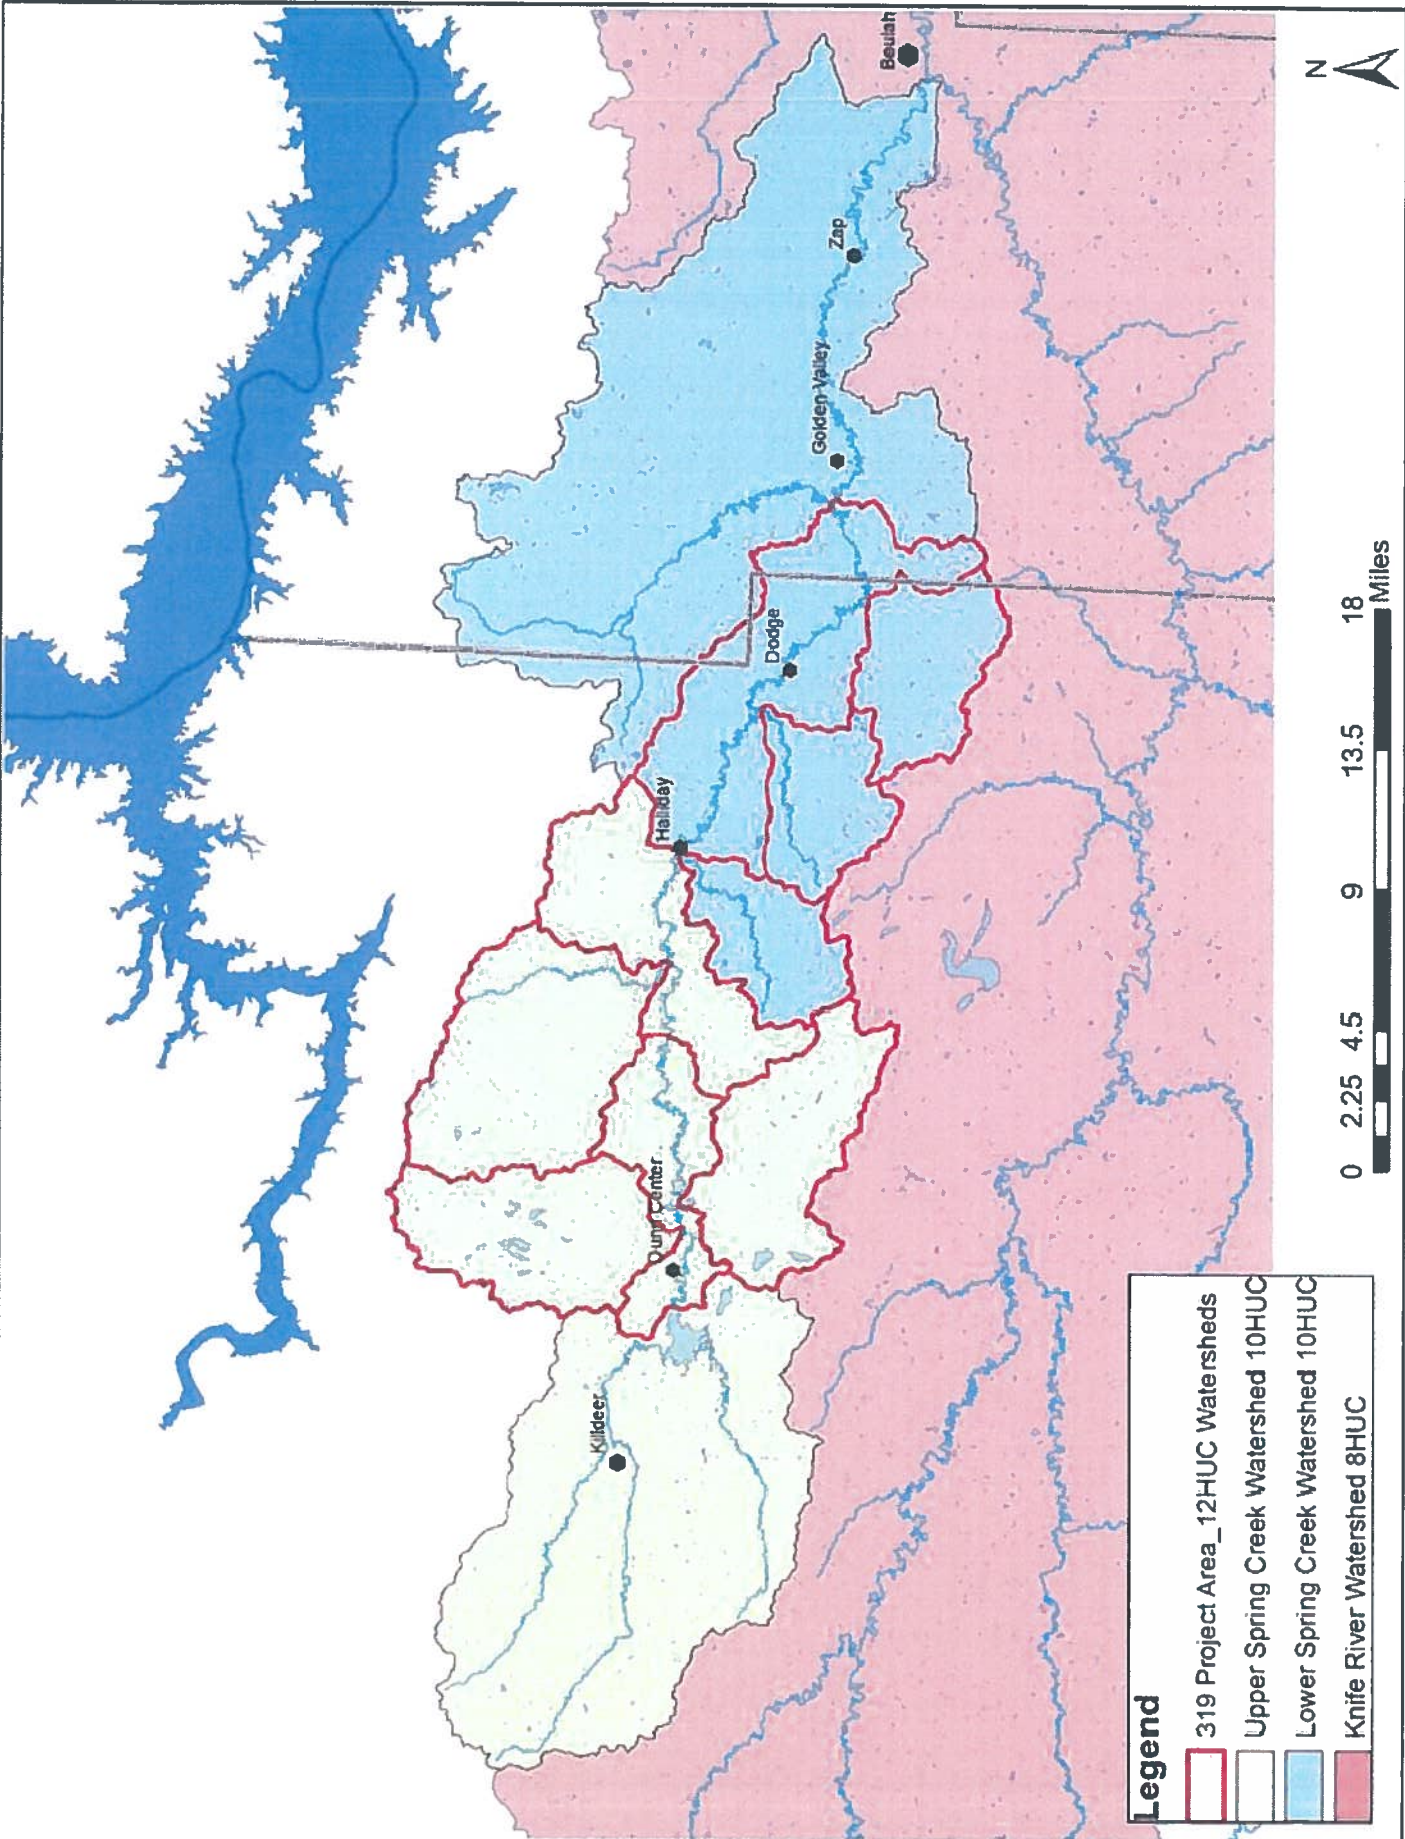 N
Beulah
Zap
Golden Valley
Dodge
Halliday
Dunn Center
Killdeer
0 2.25 4.5 9 13.5 18
Miles
Legend
319 Project Area_12HUC Watersheds
Upper Spring Creek Watershed 10HUC
Lower Spring Creek Watershed 10HUC
Knife River Watershed 8HUC